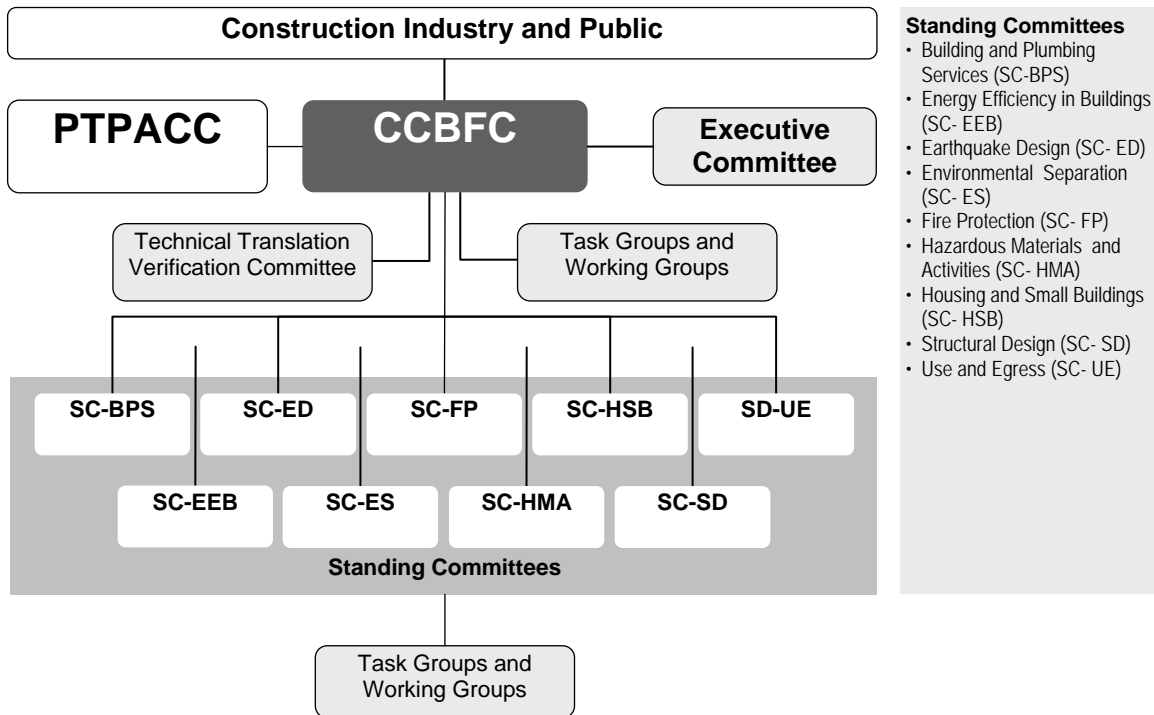 Construction Industry and Public
PTPACC
CCBFC
Executive
Committee
Technical Translation
Verification Committee
Task Groups and
Working Groups
SC-BPS
SC-ED
SC-FP
SC-HSB
SD-UE
SC-EEB
SC-ES
SC-HMA
SC-SD
Standing Committees
Task Groups and
Working Groups
Standing Committees
• Building and Plumbing
Services (SC-BPS)
• Energy Efficiency in Buildings
(SC- EEB)
• Earthquake Design (SC- ED)
• Environmental Separation
(SC- ES)
• Fire Protection (SC- FP)
• Hazardous Materials and
Activities (SC- HMA)
• Housing and Small Buildings
(SC- HSB)
• Structural Design (SC- SD)
• Use and Egress (SC- UE)